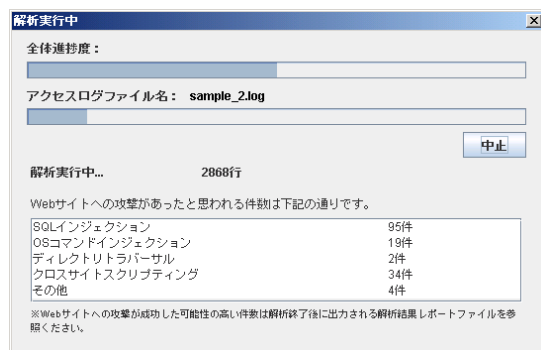 解析実行中
全体進捗度：
アクセスログファイル名： sample_2.log
中止
解析実行中... 2868行
Webサイトへの攻撃があったと思われる件数は下記の通りです。
SQLインジェクション 95件
OSコマンドインジェクション 19件
ディレクトリトラバーサル 2件
クロスサイトスクリプティング 34件
その他 4件
※Webサイトへの攻撃が成功した可能性の高い件数は解析終了後に出力される解析結果レポートファイルを参
照ください。